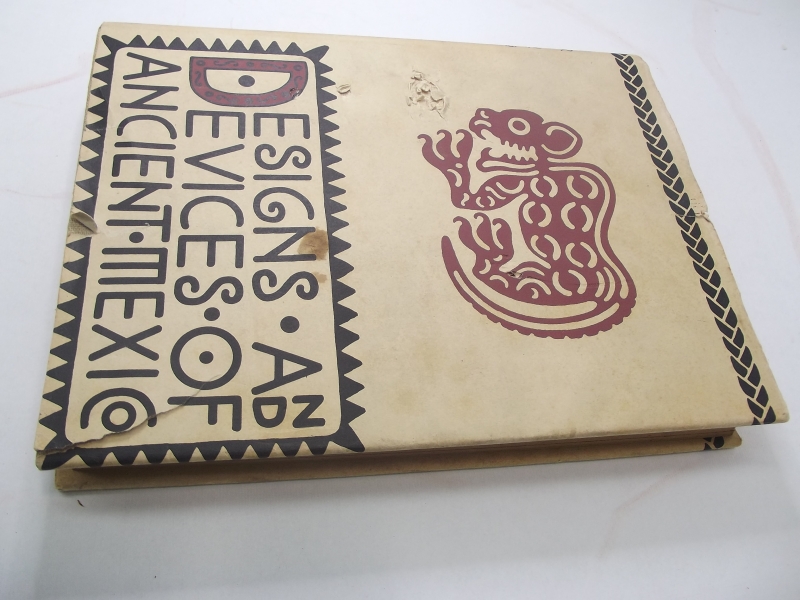 DESIGNS · AND
DEVICES · OF
ANCIENT · MEXICO